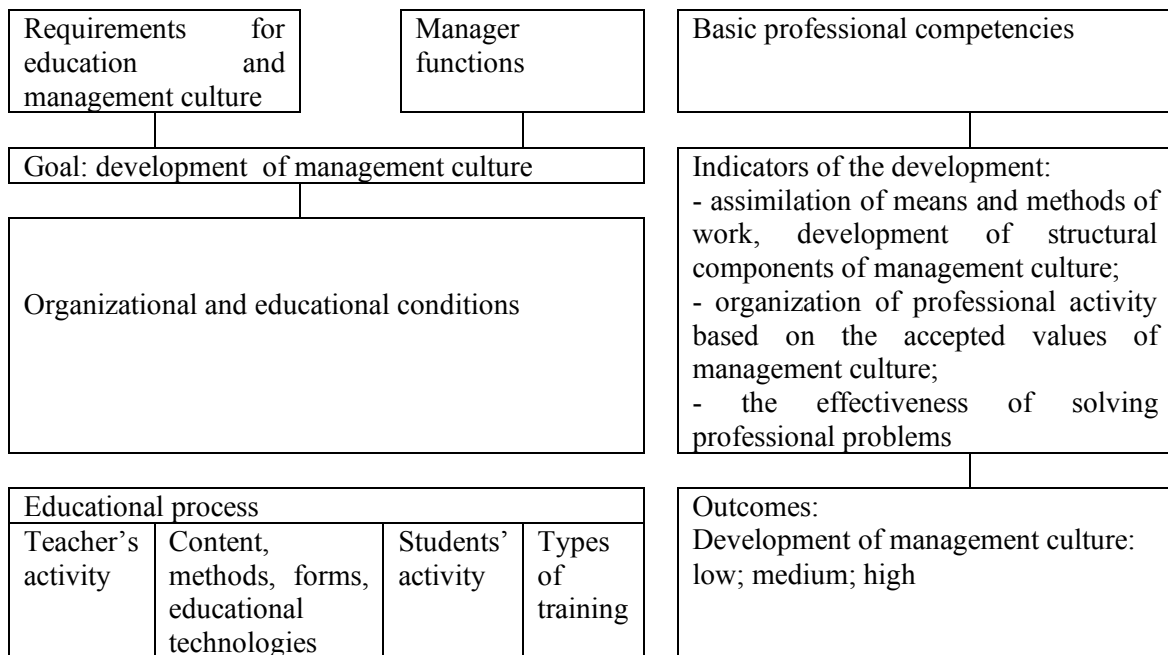 Requirements for
education and
management culture
Manager
functions
Basic professional competencies
Goal: development of management culture
Organizational and educational conditions
Indicators of the development:
- assimilation of means and methods of
work, development of structural
components of management culture;
- organization of professional activity
based on the accepted values of
management culture;
- the effectiveness of solving
professional problems
Educational process
Teacher’s
activity
Content,
methods, forms,
educational
technologies
Students’
activity
Types
of
training
Outcomes:
Development of management culture:
low; medium; high